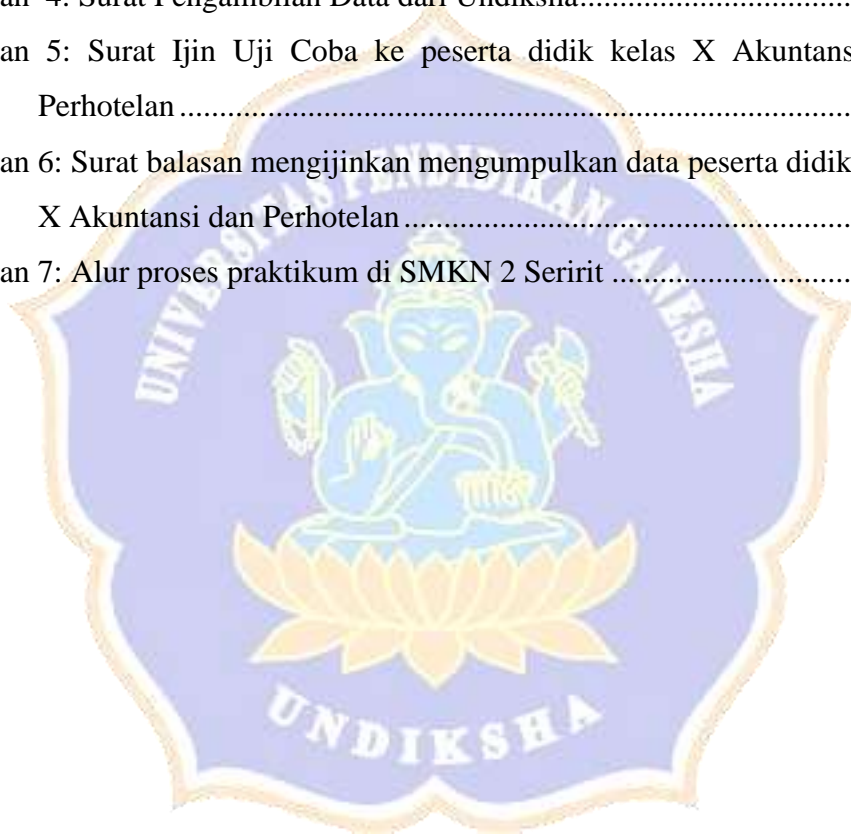 an 4: Surat Pengambilan Data dari Undiksha..................................
an 5: Surat Ijin Uji Coba ke peserta didik kelas X Akuntans
Perhotelan .....................................................................................
an 6: Surat balasan mengijinkan mengumpulkan data peserta didik
X Akuntansi dan Perhotelan .........................................................
an 7: Alur proses praktikum di SMKN 2 Seririt ..............................
UNIVERSITAS PENDIDIKAN GANESHA
UNDIKSHA